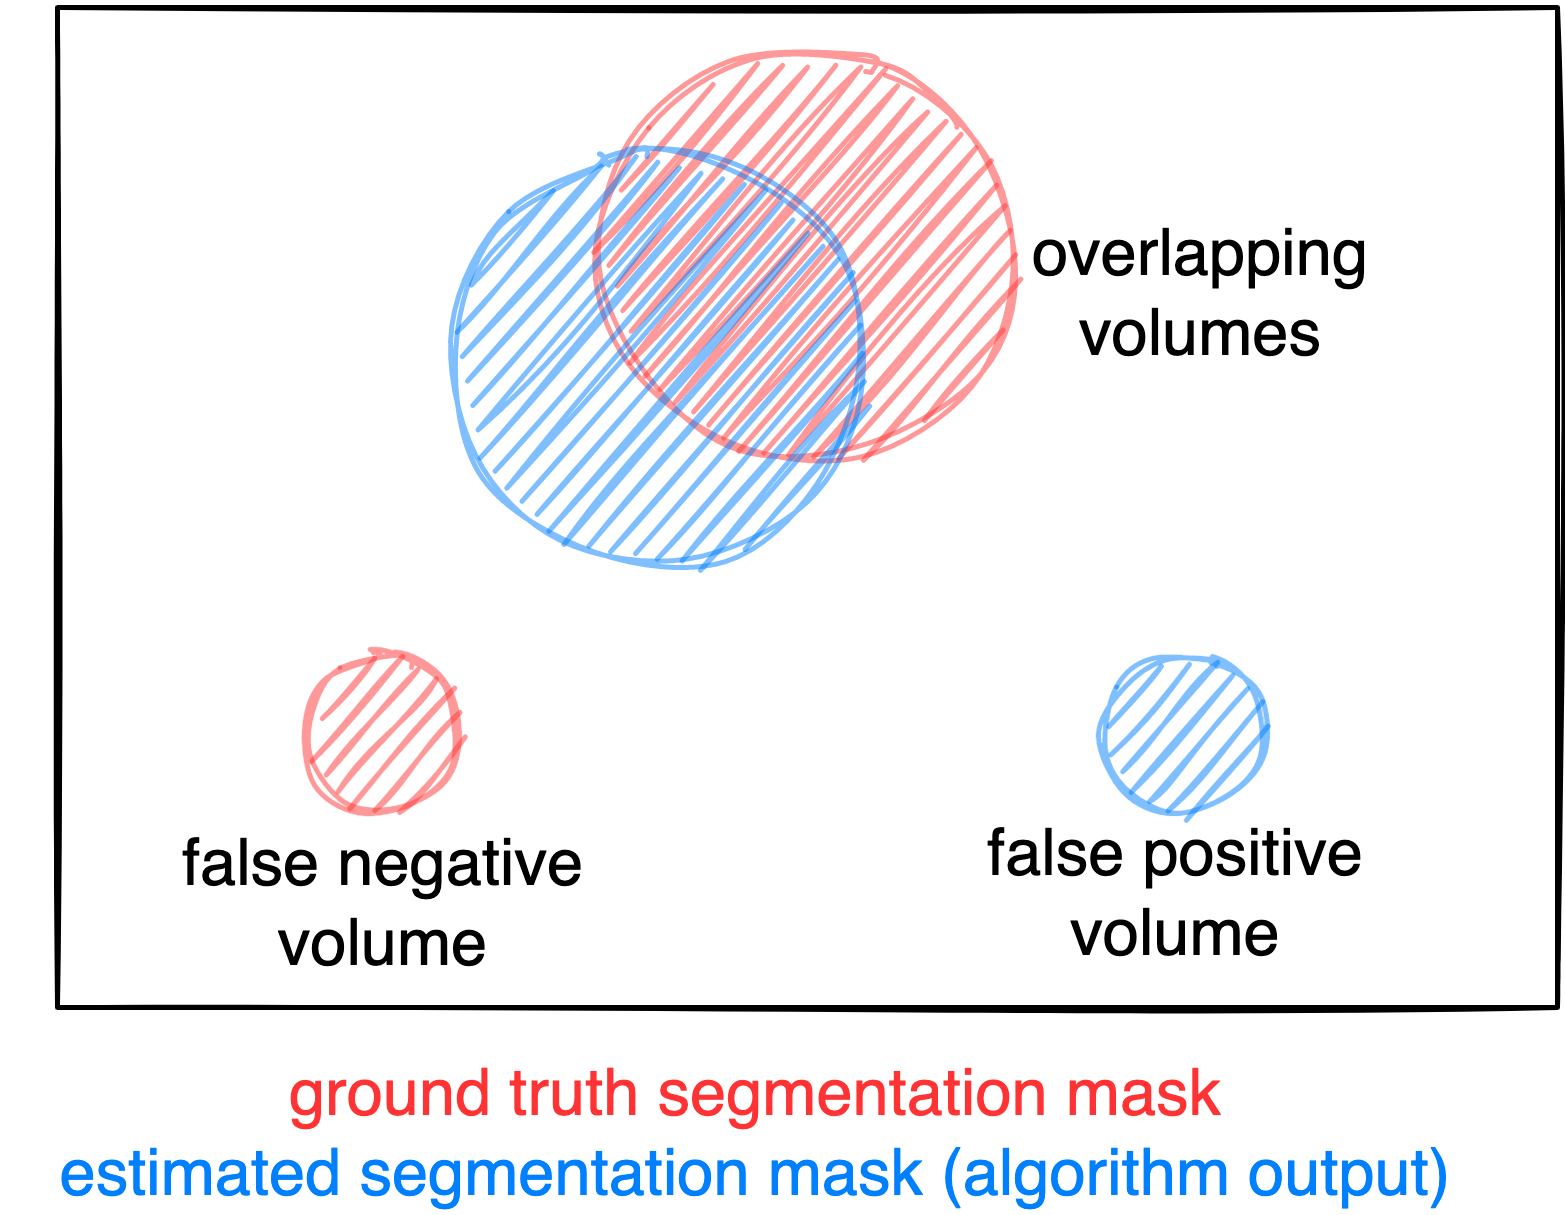 overlapping
volumes
false negative
volume
false positive
volume
ground truth segmentation mask
estimated segmentation mask (algorithm output)